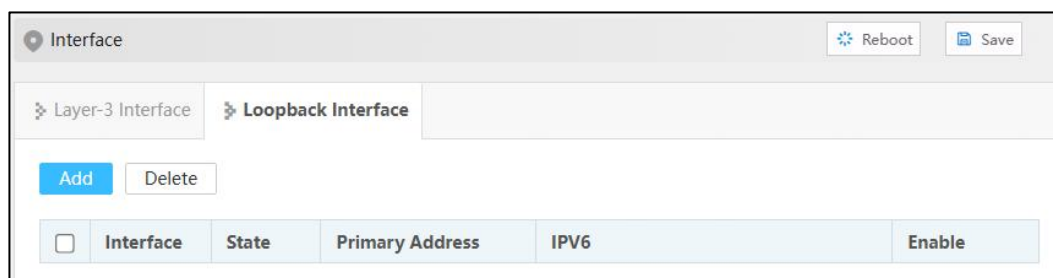 Interface Reboot Save
Layer-3 Interface Loopback Interface
Add Delete
Interface State Primary Address IPV6 Enable